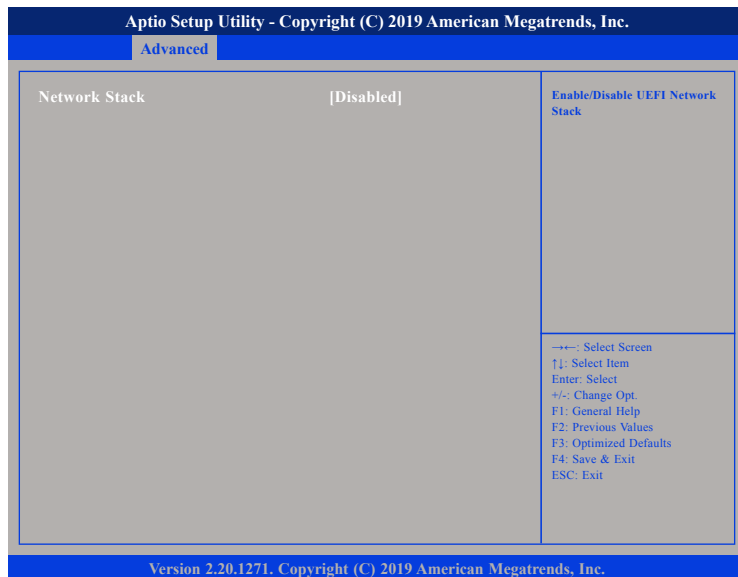 Aptio Setup Utility - Copyright (C) 2019 American Megatrends, Inc.
Advanced
Network Stack [Disabled]
Enable/Disable UEFI Network
Stack
→←: Select Screen
↑↓: Select Item
Enter: Select
+/-: Change Opt.
F1: General Help
F2: Previous Values
F3: Optimized Defaults
F4: Save & Exit
ESC: Exit
Version 2.20.1271. Copyright (C) 2019 American Megatrends, Inc.